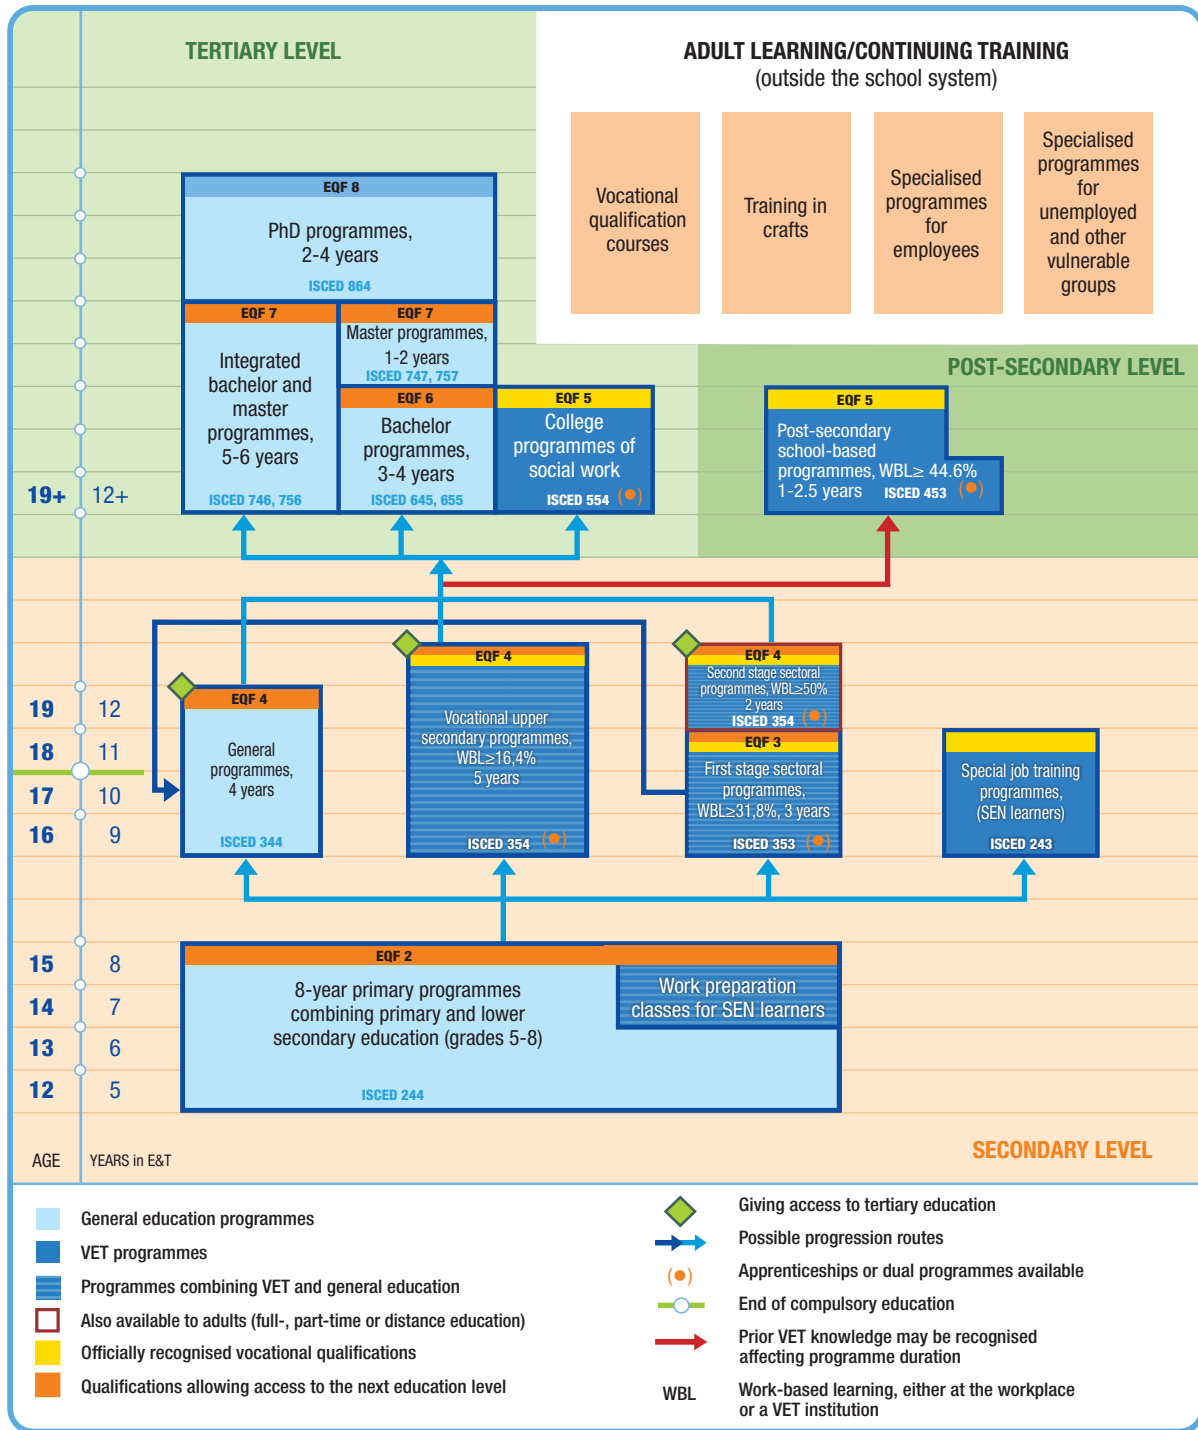 TERTIARY LEVEL
ADULT LEARNING/CONTINUING TRAINING
(outside the school system)
Vocational
qualification
courses
Training in
crafts
Specialised
programmes
for
employees
Specialised
programmes
for
unemployed
and other
vulnerable
groups
EQF 8
PhD programmes,
2-4 years
ISCED 864
EQF 7
Integrated
bachelor and
master
programmes,
5-6 years
ISCED 746, 756
EQF 7
Master programmes,
1-2 years
ISCED 747, 757
EQF 6
Bachelor
programmes,
3-4 years
ISCED 645, 655
EQF 5
College
programmes of
social work
ISCED 554
POST-SECONDARY LEVEL
EQF 5
Post-secondary
school-based
programmes, WBL≥ 44.6%
1-2.5 years ISCED 453
19+ 12+
EQF 4
General
programmes,
4 years
ISCED 344
EQF 4
Vocational upper
secondary programmes,
WBL≥16,4%
5 years
ISCED 354
EQF 4
Second stage sectoral
programmes, WBL≥50%
2 years
ISCED 354
EQF 3
First stage sectoral
programmes,
WBL≥31,8%, 3 years
ISCED 353
Special job training
programmes,
(SEN learners)
ISCED 243
19 12
18 11
17 10
16 9
EQF 2
8-year primary programmes
combining primary and lower
secondary education (grades 5-8)
ISCED 244
Work preparation
classes for SEN learners
15 8
14 7
13 6
12 5
AGE YEARS in E&T
SECONDARY LEVEL
General education programmes
VET programmes
Programmes combining VET and general education
Also available to adults (full-, part-time or distance education)
Officially recognised vocational qualifications
Qualifications allowing access to the next education level
Giving access to tertiary education
Possible progression routes
Apprenticeships or dual programmes available
End of compulsory education
Prior VET knowledge may be recognised
affecting programme duration
WBL Work-based learning, either at the workplace
or a VET institution